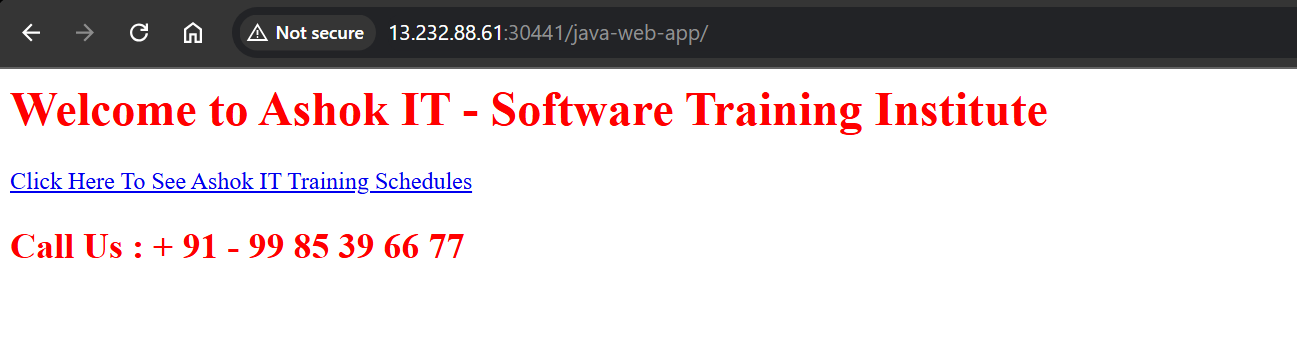 Not secure 13.232.88.61:30441/java-web-app/
Welcome to Ashok IT - Software Training Institute
Click Here To See Ashok IT Training Schedules
Call Us : + 91 - 99 85 39 66 77